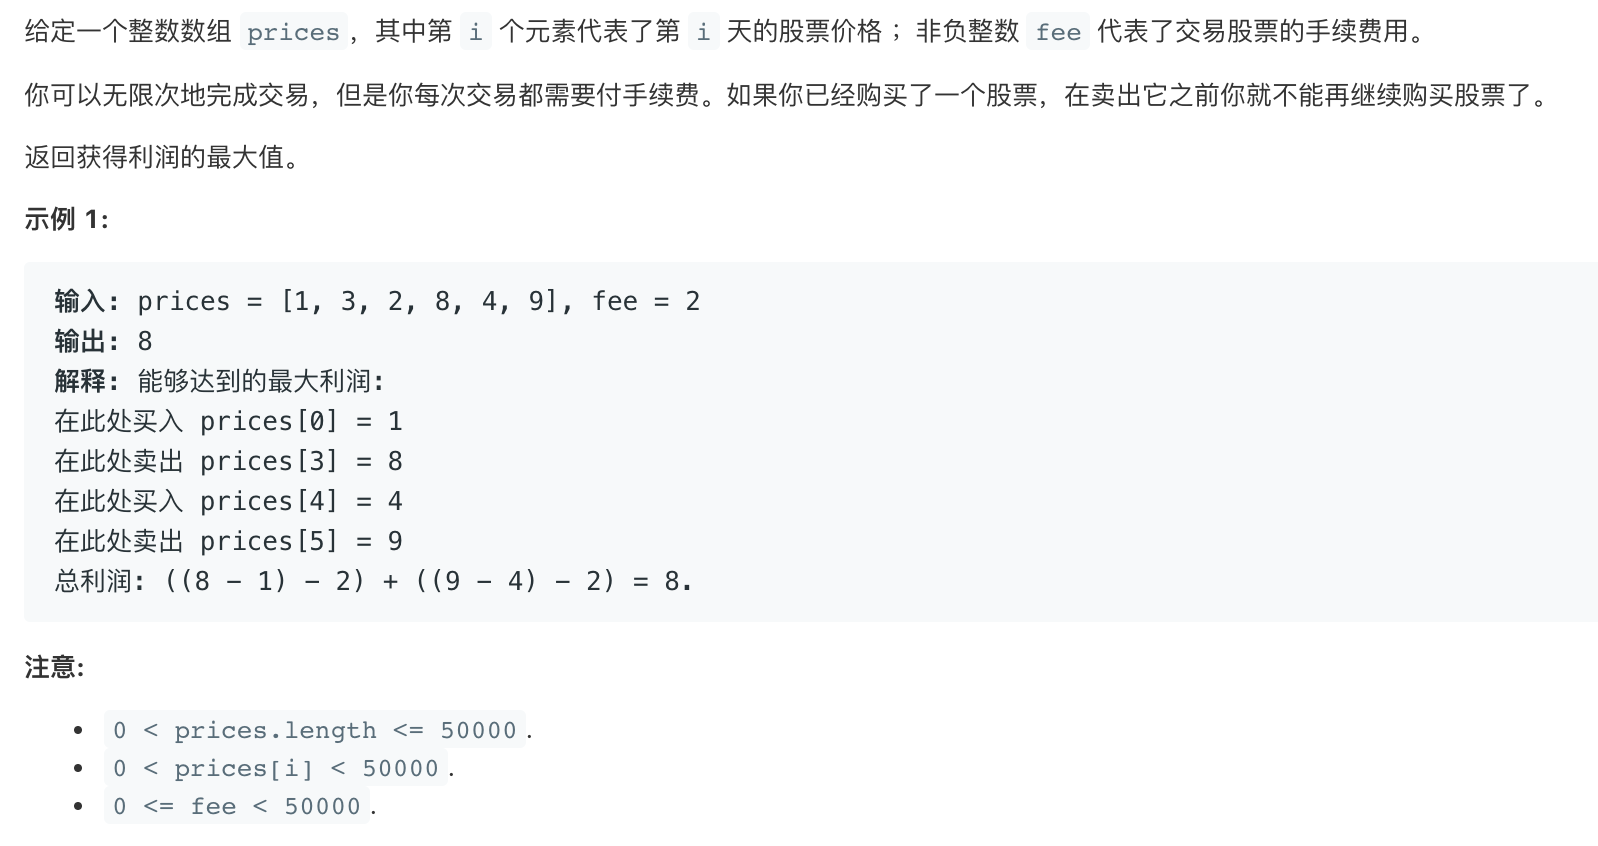 给定一个整数数组 prices，其中第 i 个元素代表了第 i 天的股票价格 ；非负整数 fee 代表了交易股票的手续费用。
你可以无限次地完成交易，但是你每次交易都需要付手续费。如果你已经购买了一个股票，在卖出它之前你就不能再继续购买股票了。
返回获得利润的最大值。
示例 1:
输入: prices = [1, 3, 2, 8, 4, 9], fee = 2
输出: 8
解释: 能够达到的最大利润:
在此处买入 prices[0] = 1
在此处卖出 prices[3] = 8
在此处买入 prices[4] = 4
在此处卖出 prices[5] = 9
总利润: ((8 - 1) - 2) + ((9 - 4) - 2) = 8.
注意:
• 0 < prices.length <= 50000.
• 0 < prices[i] < 50000.
• 0 <= fee < 50000.